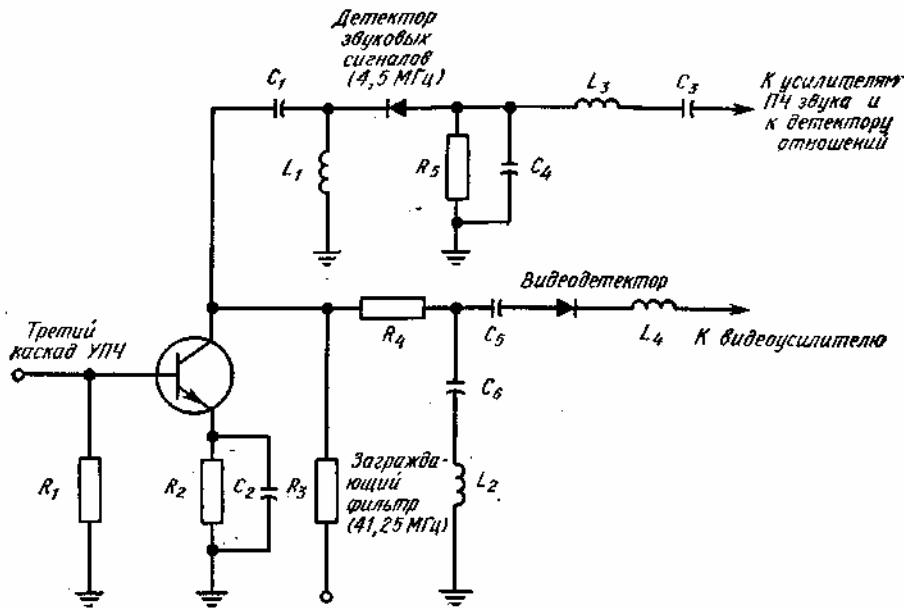 Детектор
звуковых
сигналов
(4,5 МГц)
C1
L3
C3
К усилителям
ПЧ звука и
к детектору
отношений
L1
R5
C4
Видеодетектор
Третий
каскад УПЧ
R4
C5
L4
К видеоусилителю
C6
R1
R2
C2
R3
Загражда-
ющий
фильтр
(41,25 МГц)
L2